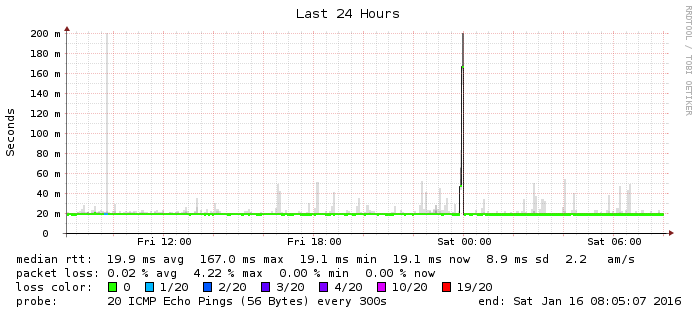 Last 24 Hours
RRDTOOL / TOBI OETIKER
Seconds
200 m
180 m
160 m
140 m
120 m
100 m
80 m
60 m
40 m
20 m
0
Fri 12:00 Fri 18:00 Sat 00:00 Sat 06:00
median rtt: 19.9 ms avg 167.0 ms max 19.1 ms min 19.1 ms now 8.9 ms sd 2.2 am/s
packet loss: 0.02 % avg 4.22 % max 0.00 % min 0.00 % now
loss color: 0 1/20 2/20 3/20 4/20 10/20 19/20
probe: 20 ICMP Echo Pings (56 Bytes) every 300s end: Sat Jan 16 08:05:07 2016